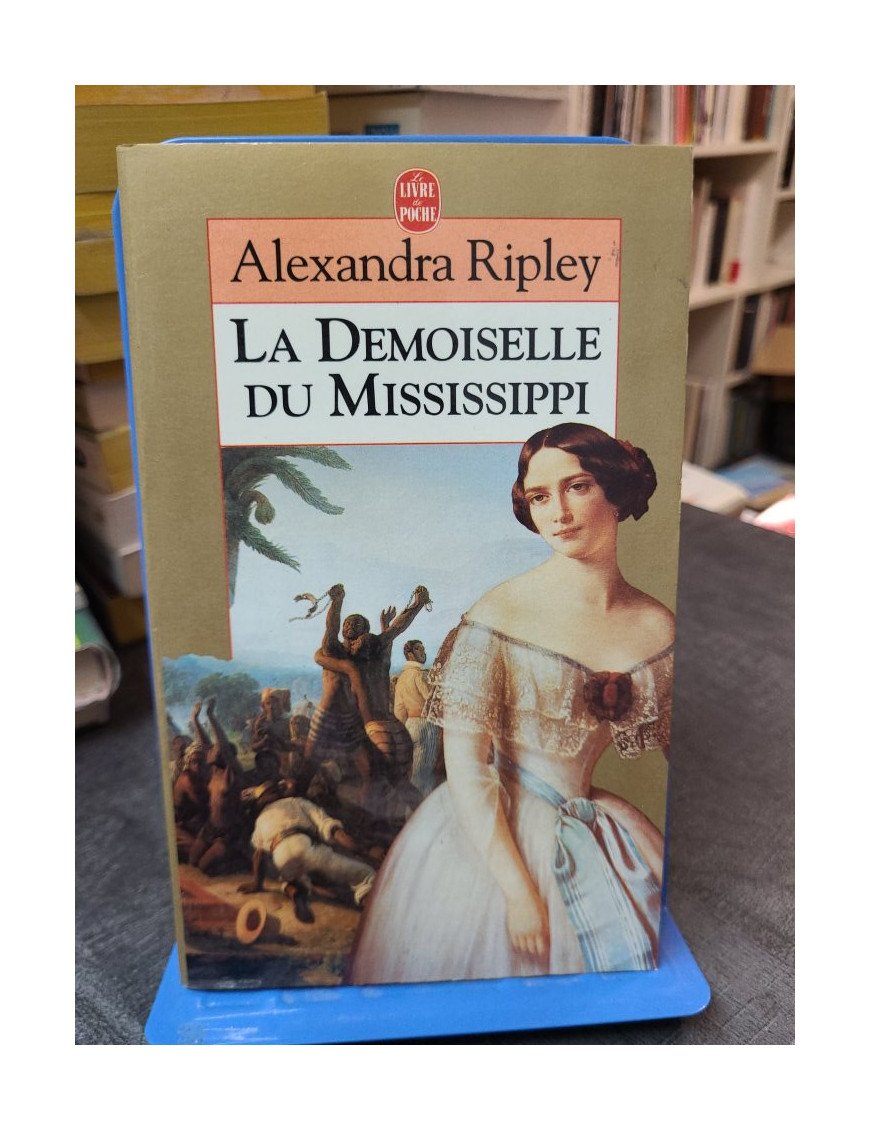 Le
LIVRE
de
POCHE
Alexandra Ripley
LA DEMOISELLE
DU MISSISSIPPI